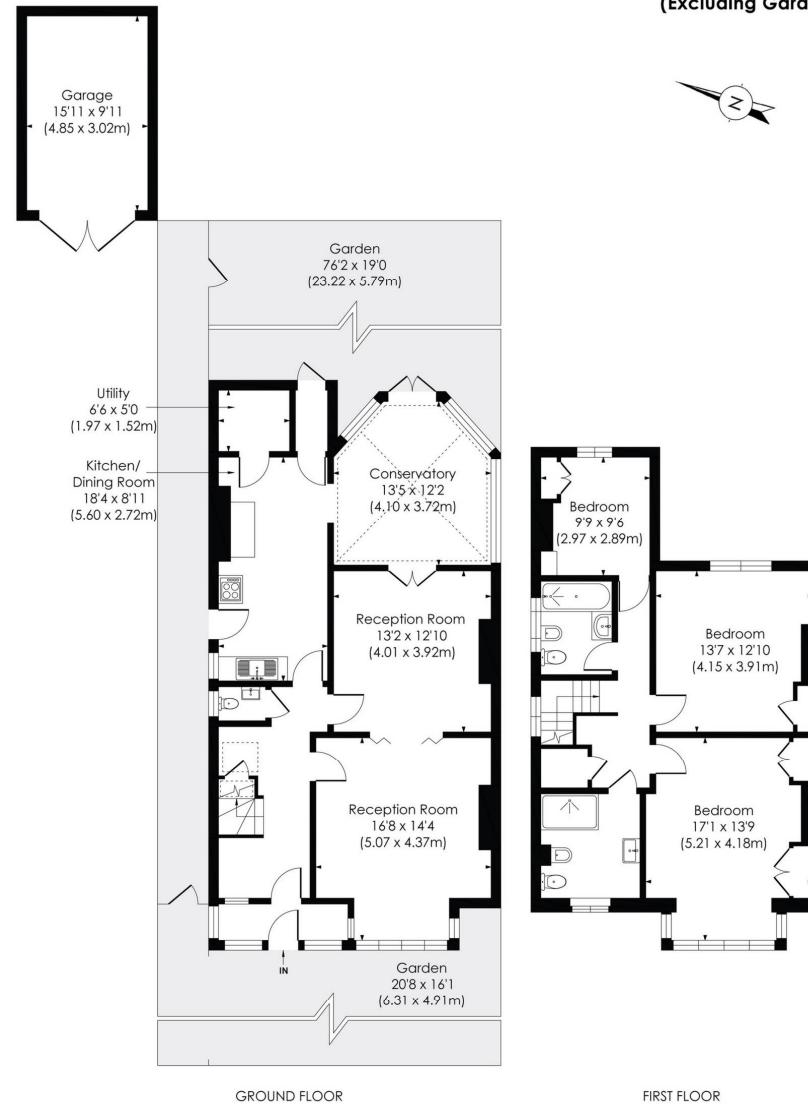 (Excluding Gara
N
Garage
15'11 x 9'11
(4.85 x 3.02m)
Garden
76'2 x 19'0
(23.22 x 5.79m)
Utility
6'6 x 5'0
(1.97 x 1.52m)
Kitchen/
Dining Room
18'4 x 8'11
(5.60 x 2.72m)
Conservatory
13'5 x 12'2
(4.10 x 3.72m)
Reception Room
13'2 x 12'10
(4.01 x 3.92m)
Reception Room
16'8 x 14'4
(5.07 x 4.37m)
IN
Garden
20'8 x 16'1
(6.31 x 4.91m)
Bedroom
9'9 x 9'6
(2.97 x 2.89m)
Bedroom
13'7 x 12'10
(4.15 x 3.91m)
Bedroom
17'1 x 13'9
(5.21 x 4.18m)
GROUND FLOOR
FIRST FLOOR